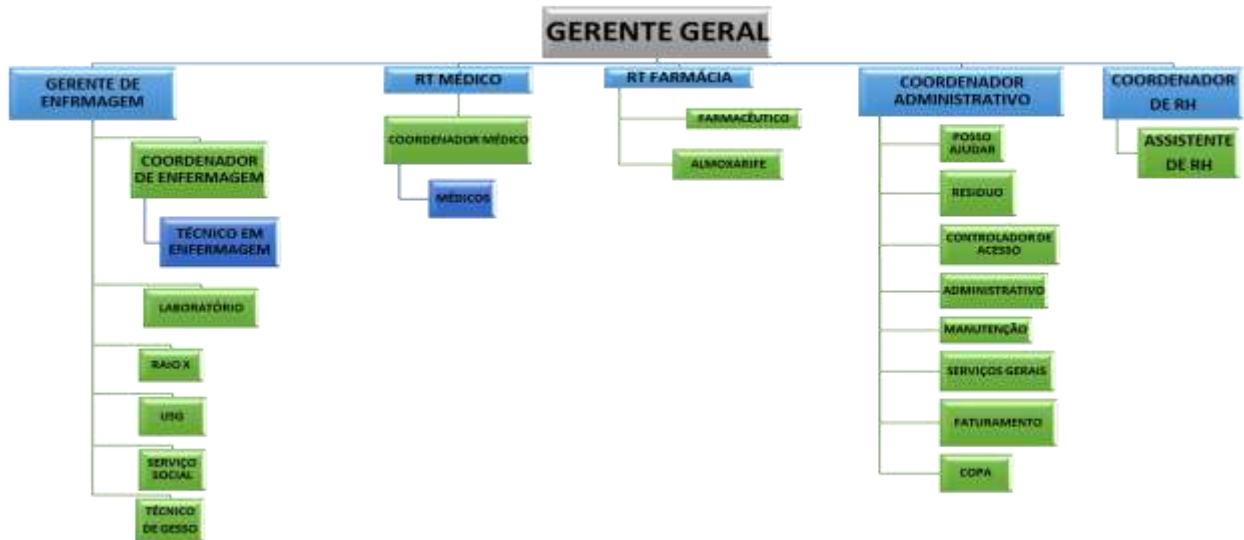 GERENTE GERAL
GERENTE DE
ENFRMAGEM
RT MÉDICO
RT FARMÁCIA
COORDENADOR
ADMINISTRATIVO
COORDENADOR
DE RH
COORDENADOR
DE ENFERMAGEM
TÉCNICO EM
ENFERMAGEM
LABORATÓRIO
RAIO X
USG
SERVIÇO
SOCIAL
TÉCNICO
DE GESSO
COORDENADOR MÉDICO
MÉDICOS
FARMACÊUTICO
ALMOXARIFE
POSSO
AJUDAR
RESIDUO
CONTROLADOR DE
ACESSO
ADMINISTRATIVO
MANUTENÇÃO
SERVIÇOS GERAIS
FATURAMENTO
COPA
ASSISTENTE
DE RH